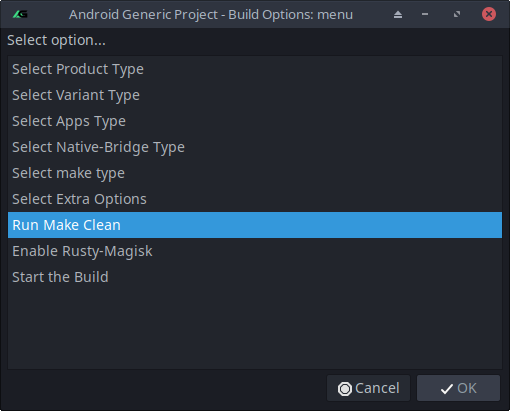 Android Generic Project - Build Options: menu
Select option...
Select Product Type
Select Variant Type
Select Apps Type
Select Native-Bridge Type
Select make type
Select Extra Options
Run Make Clean
Enable Rusty-Magisk
Start the Build
Cancel
OK